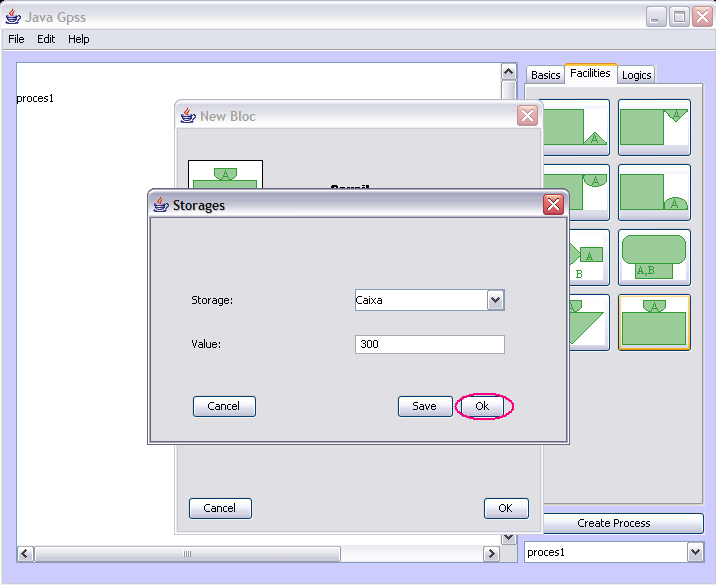 Java Gpss
File Edit Help
Basics Facilities Logics
proces1
A A
New Bloc
A
A A
Storages
A
B
A,B
Storage: Caixa
Value: 300
A A
Cancel Save Ok
Cancel OK
Create Process
proces1